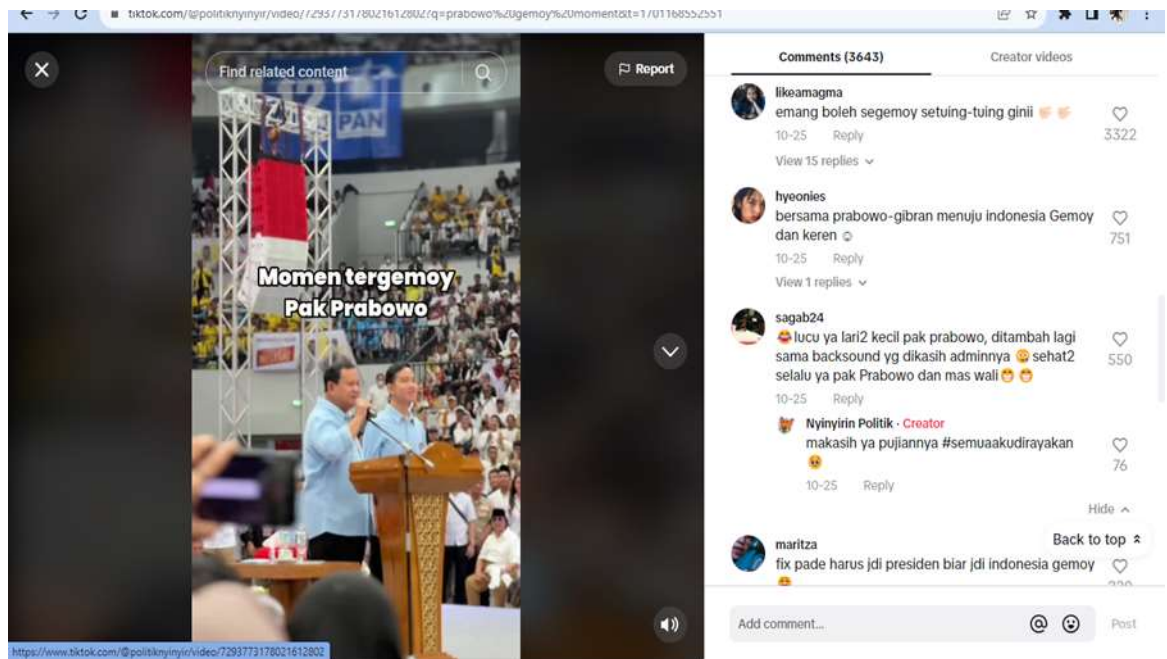 tiktok.com/@politiknyinyir/video/7293773178021612802?q=prabowo%20gemoy%20moment&t=1701168552551
Find related content
Report
PAN
Momen tergemoy
Pak Prabowo
Comments (3643)
Creator videos
likeamagma
emang boleh segemoy setuing-tuing ginii 👋🏻 👋🏻
10-25 Reply
3322
View 15 replies
hyeonies
bersama prabowo-gibran menuju indonesia Gemoy
dan keren ☺
10-25 Reply
751
View 1 replies
sagab24
😂lucu ya lari2 kecil pak prabowo, ditambah lagi
sama backsound yg dikasih adminnya 😄sehat2
selalu ya pak Prabowo dan mas wali😁 😁
10-25 Reply
550
Nyinyirin Politik · Creator
makasih ya pujiannya #semuaakudirayakan
🥺
10-25 Reply
76
Hide
Back to top
maritza
fix pade harus jdi presiden biar jdi indonesia gemoy
Add comment...
Post
https://www.tiktok.com/@politiknyinyir/video/7293773178021612802